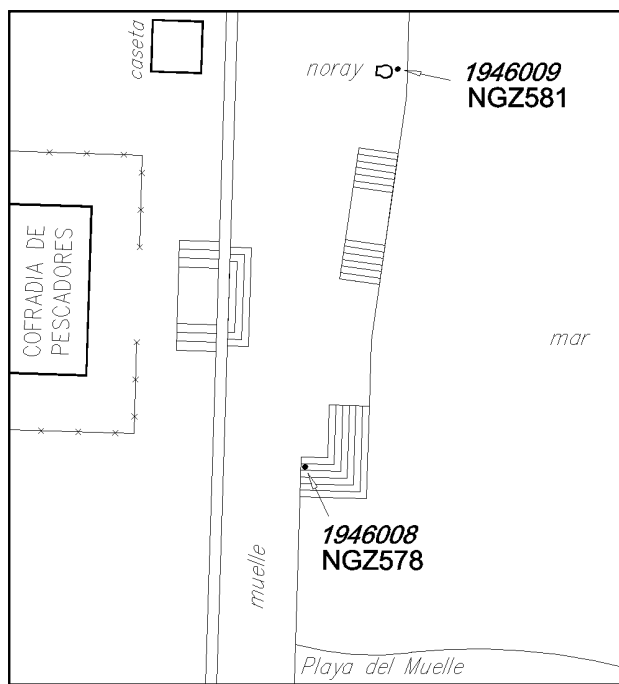 caseta
noray
1946009
NGZ581
COFRADIA DE
PESCADORES
mar
1946008
NGZ578
muelle
Playa del Muelle